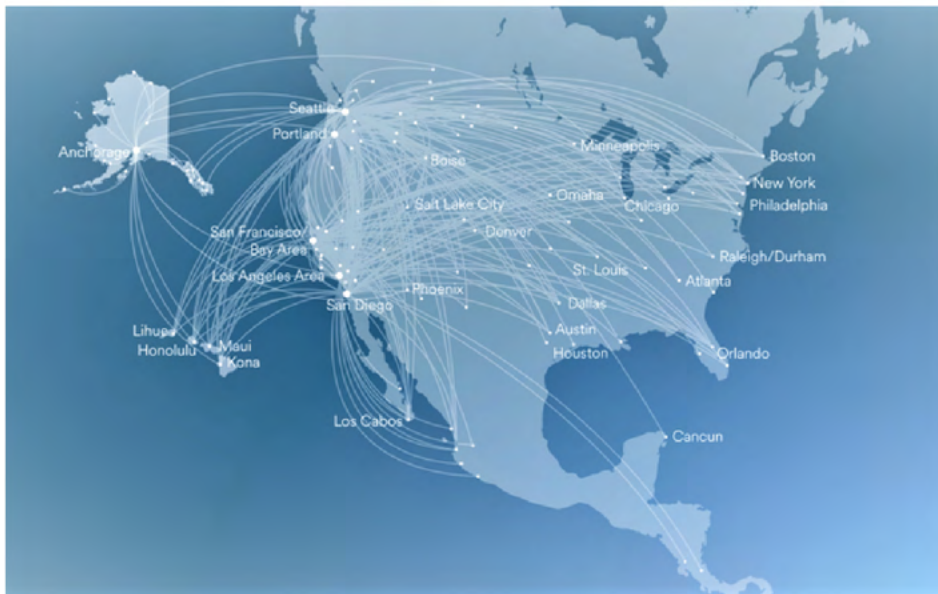 Seattle
Portland
Anchorage
Boise
Minneapolis
Boston
New York
Philadelphia
Omaha
Chicago
Salt Lake City
Denver
San Francisco/
Bay Area
Raleigh/Durham
Los Angeles Area
St. Louis
Atlanta
Phoenix
San Diego
Dallas
Lihue
Honolulu
Maui
Kona
Austin
Houston
Orlando
Los Cabos
Cancun